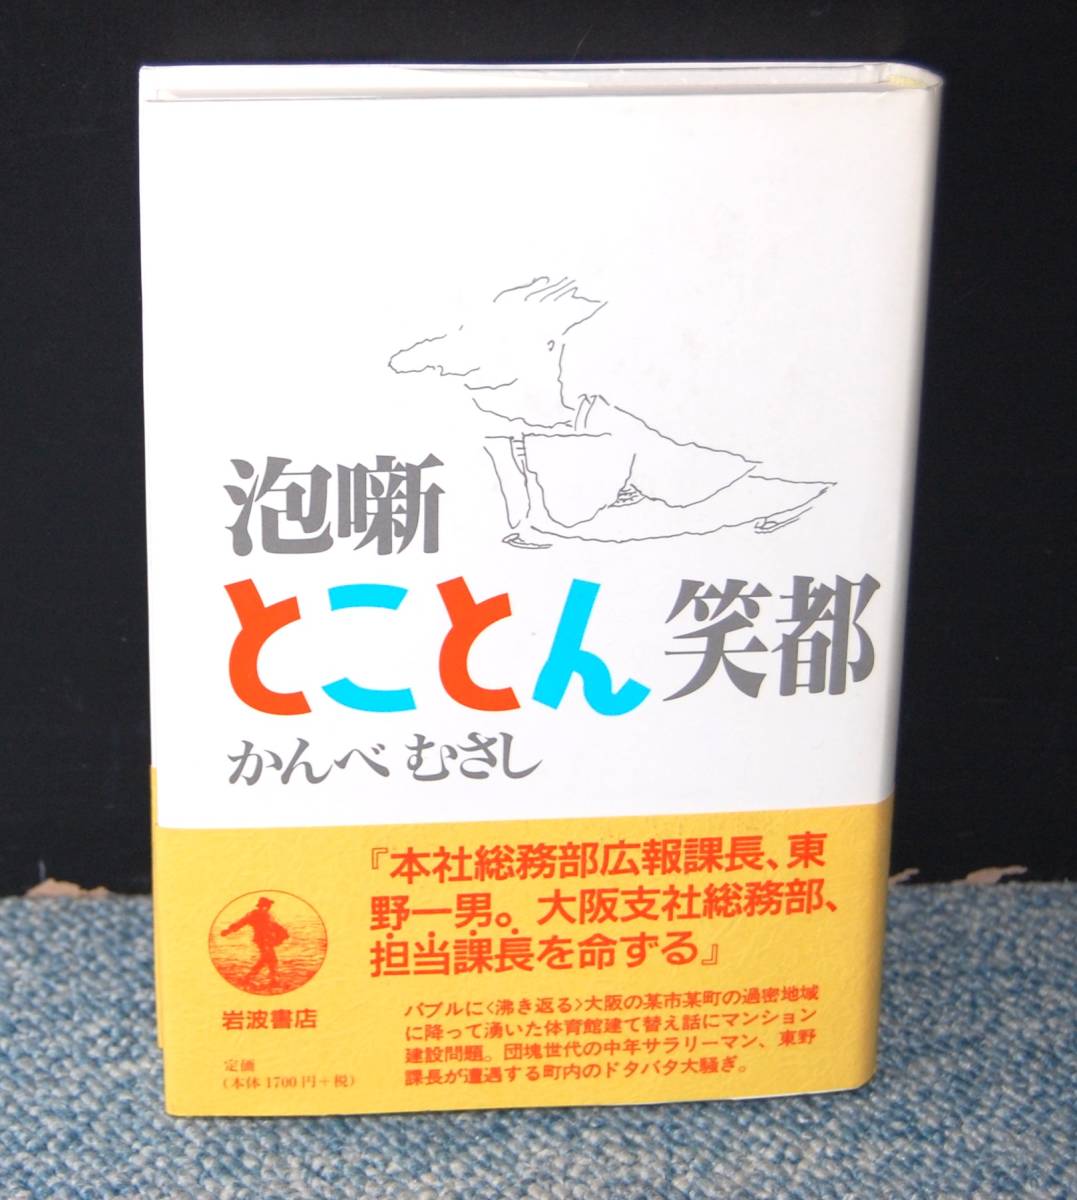 泡噺
とことん笑都
かんべ むさし
『本社総務部広報課長、東
野一男。大阪支社総務部、
担当課長を命ずる』
岩波書店
定価
(本体1700円+税)
バブルに〈沸き返る〉大阪の某市某町の過密地域
に降って湧いた体育館建て替え話にマンション
建設問題。団塊世代の中年サラリーマン、東野
課長が遭遇する町内のドタバタ大騒ぎ。